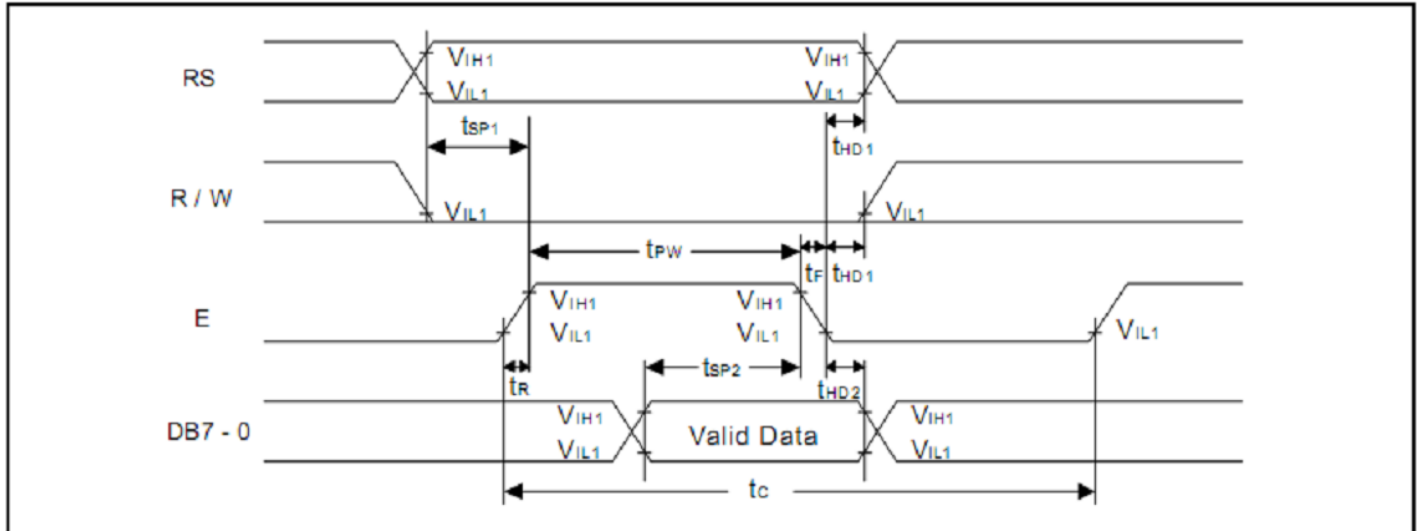 RS
VIH1
VIL1
VIH1
VIL1
tSP1
tHD1
R / W
VIL1
VIL1
tPW
tF
tHD1
E
VIH1
VIL1
VIH1
VIL1
VIL1
tR
tSP2
tHD2
DB7 - 0
VIH1
VIL1
Valid Data
VIH1
VIL1
tC